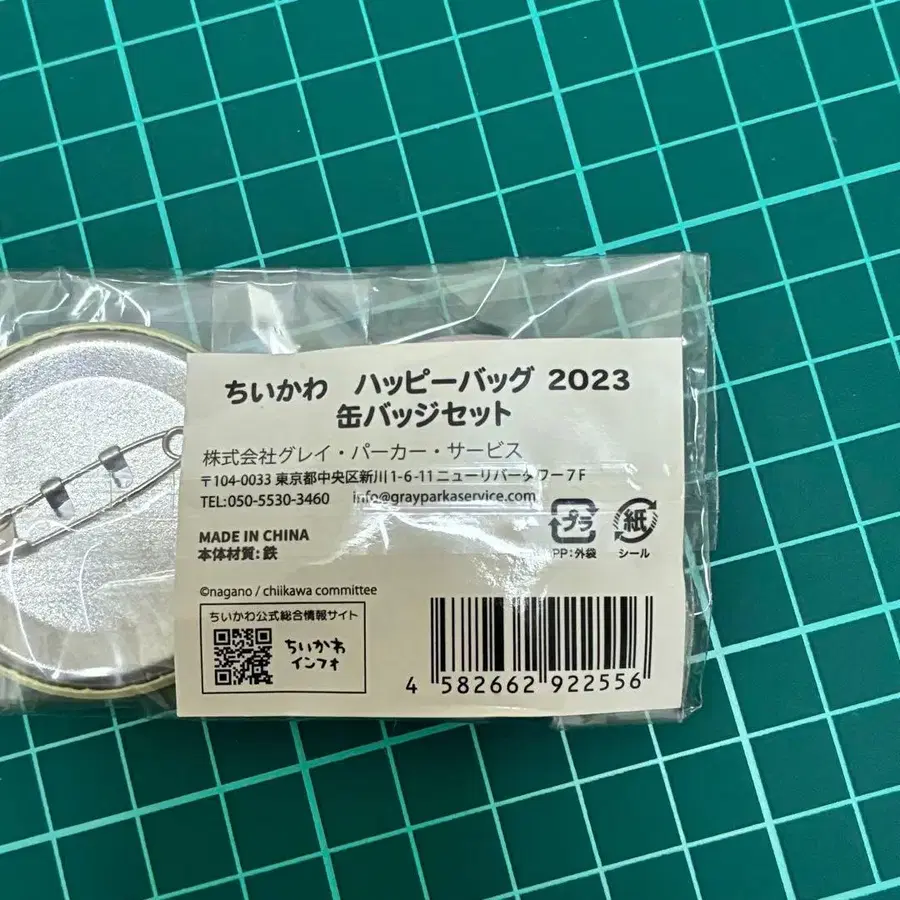 ちいかわ ハッピーバッグ 2023
缶バッジセット
株式会社グレイ・パーカー・サービス
〒104-0033 東京都中央区新川1-6-11 ニューリバータワー7F
TEL:050-5530-3460 info@grayparkaservice.com
プラ 紙
PP:外袋 シール
MADE IN CHINA
本体材質:鉄
©nagano / chiikawa committee
ちいかわ公式総合情報サイト
ちいかわ
インフォ
4 582662 922556